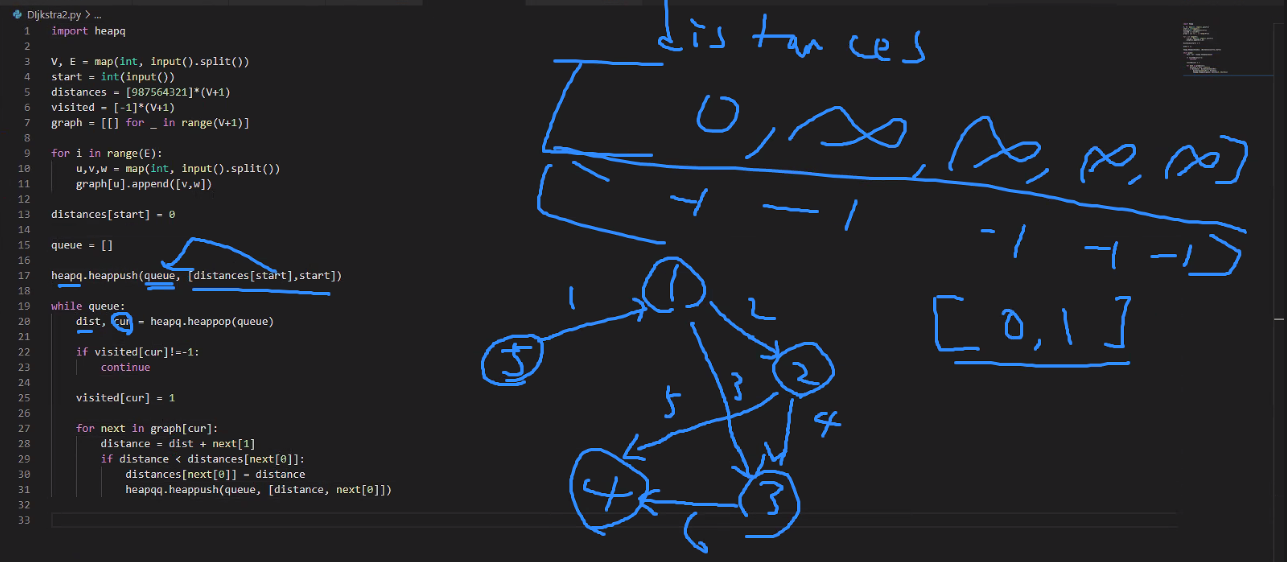 DIjkstra2.py > ...
1 import heapq
2
3 V, E = map(int, input().split())
4 start = int(input())
5 distances = [987564321]*(V+1)
6 visited = [-1]*(V+1)
7 graph = [[] for _ in range(V+1)]
8
9 for i in range(E):
10 u,v,w = map(int, input().split())
11 graph[u].append([v,w])
12
13 distances[start] = 0
14
15 queue = []
16
17 heapq.heappush(queue, [distances[start],start])
18
19 while queue:
20 dist, cur = heapq.heappop(queue)
21
22 if visited[cur]!=-1:
23 continue
24
25 visited[cur] = 1
26
27 for next in graph[cur]:
28 distance = dist + next[1]
29 if distance < distances[next[0]]:
30 distances[next[0]] = distance
31 heapqq.heappush(queue, [distance, next[0]])
32
33
distances
[0, ∞, ∞, ∞, ∞]
[-1 -1 -1 -1 -1]
1
1
2
[0,1]
5
2
5
3
4
4
3
6